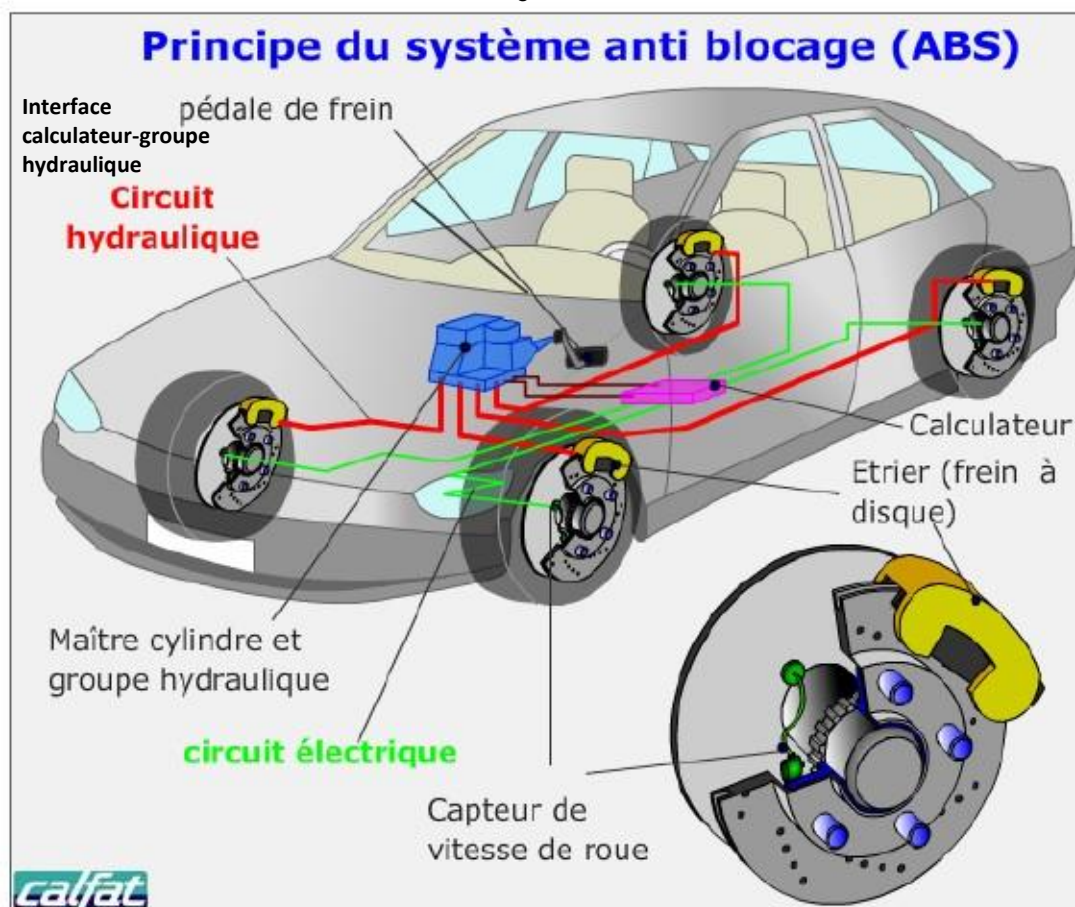 Principe du système anti blocage (ABS)
Interface
calculateur-groupe
hydraulique
pédale de frein
Circuit
hydraulique
Calculateur
Etrier (frein à
disque)
Maître cylindre et
groupe hydraulique
circuit électrique
Capteur de
vitesse de roue
calfat